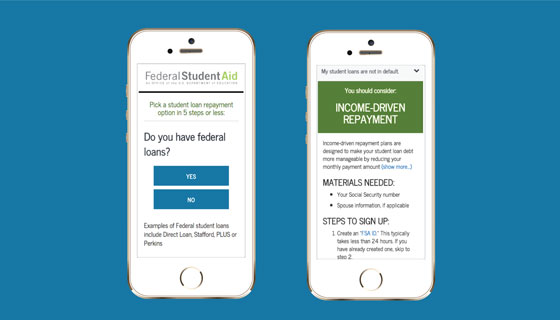 FederalStudentAid
AN OFFICE of the U.S. DEPARTMENT of EDUCATION
Pick a student loan repayment
option in 5 steps or less:
Do you have federal
loans?
YES
NO
Examples of Federal student loans
include Direct Loan, Stafford, PLUS or
Perkins
My student loans are not in default.
You should consider:
INCOME-DRIVEN
REPAYMENT
Income-driven repayment plans are
designed to make your student loan debt
more manageable by reducing your
monthly payment amount (show more..)
MATERIALS NEEDED:
Your Social Security number
Spouse information, if applicable
STEPS TO SIGN UP:
1. Create an "FSA ID." This typically
takes less than 24 hours. If you
have already created one, skip to
step 2.